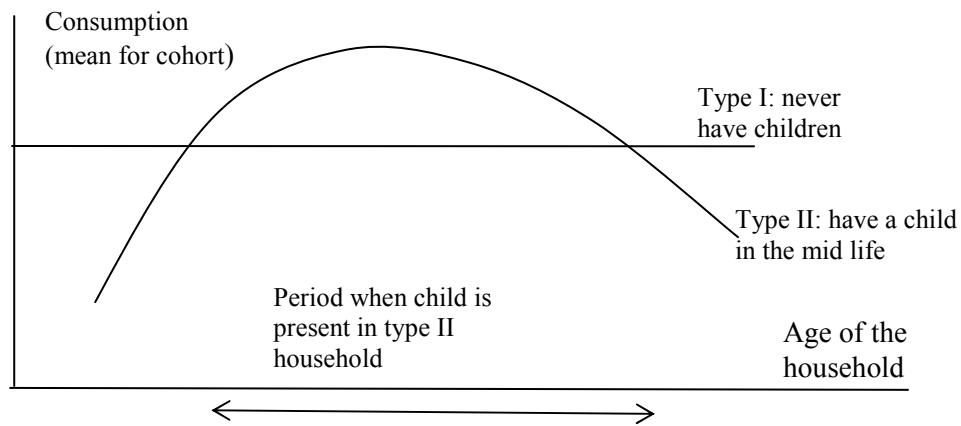 Consumption
(mean for cohort)
Type I: never
have children
Type II: have a child
in the mid life
Period when child is
present in type II
household
Age of the
household